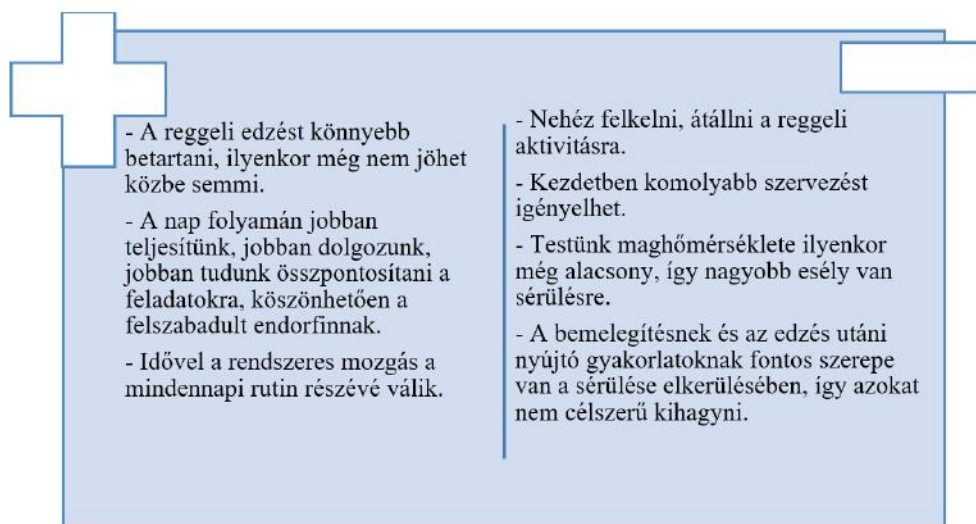 - A reggeli edzést könnyebb
betartani, ilyenkor még nem jöhet
közbe semmi.
- A nap folyamán jobban
teljesítünk, jobban dolgozunk,
jobban tudunk összpontosítani a
feladatokra, köszönhetően a
felszabadult endorfinnak.
- Idővel a rendszeres mozgás a
mindennapi rutin részévé válik.
- Nehéz felkelni, átállni a reggeli
aktivitásra.
- Kezdetben komolyabb szervezést
igényelhet.
- Testünk maghőmérséklete ilyenkor
még alacsony, így nagyobb esély van
sérülésre.
- A bemelegítésnek és az edzés utáni
nyújtó gyakorlatoknak fontos szerepe
van a sérülése elkerülésében, így azokat
nem célszerű kihagyni.